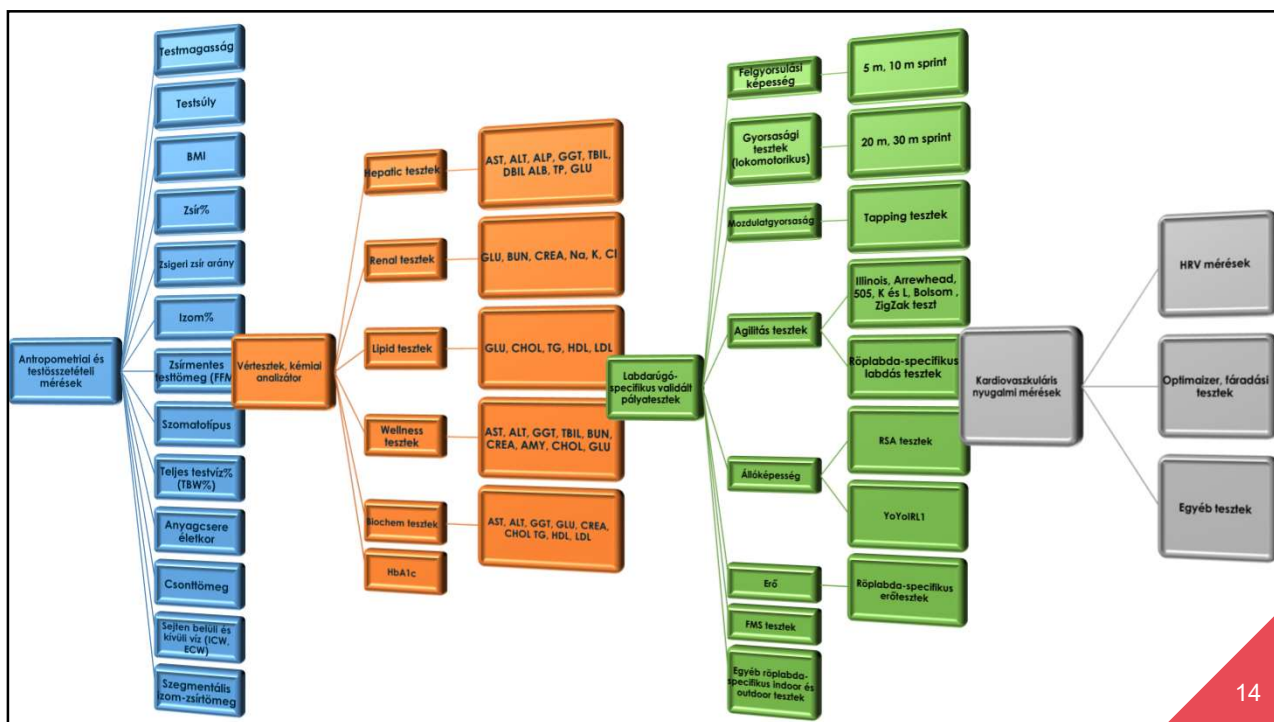 Testmagasság
Testsúly
BMI
Zsír%
Zsigeri zsír arány
Izom%
Antropometriai és
testösszetételi
mérések
Zsírmentes
testtömeg (FFM
Szomatotípus
Teljes testvíz%
(TBW%)
Anyagcsere
életkor
Csonttömeg
Sejten belüli és
kívüli víz (ICW,
ECW)
Szegmentális
izom-zsírtömeg
Vértesztek, kémiai
analizátor
Hepatic tesztek
AST, ALT, ALP, GGT, TBIL,
DBIL ALB, TP, GLU
Renal tesztek
GLU, BUN, CREA, Na, K, Cl
Lipid tesztek
GLU, CHOL, TG, HDL, LDL
Wellness
tesztek
AST, ALT, GGT, TBIL, BUN,
CREA, AMY, CHOL, GLU
Biochem tesztek
AST, ALT, GGT, GLU, CREA,
CHOL TG, HDL, LDL
HbA1c
Labdarúgó-
specifikus validált
pályatesztek
Felgyorsulási
képesség
5 m, 10 m sprint
Gyorsasági
tesztek
(lokomotorikus)
20 m, 30 m sprint
Mozdulatgyorsaság
Tapping tesztek
Agilitás tesztek
Illinois, Arrewhead,
505, K és L, Bolsom ,
ZigZak teszt
Röplabda-specifikus
labdás tesztek
Állóképesség
RSA tesztek
YoYoIRL1
Erő
Röplabda-specifikus
erőtesztek
FMS tesztek
Egyéb röplabda-
specifikus indoor és
outdoor tesztek
Kardiovaszkuláris
nyugalmi mérések
HRV mérések
Optimaizer, fáradási
tesztek
Egyéb tesztek
14